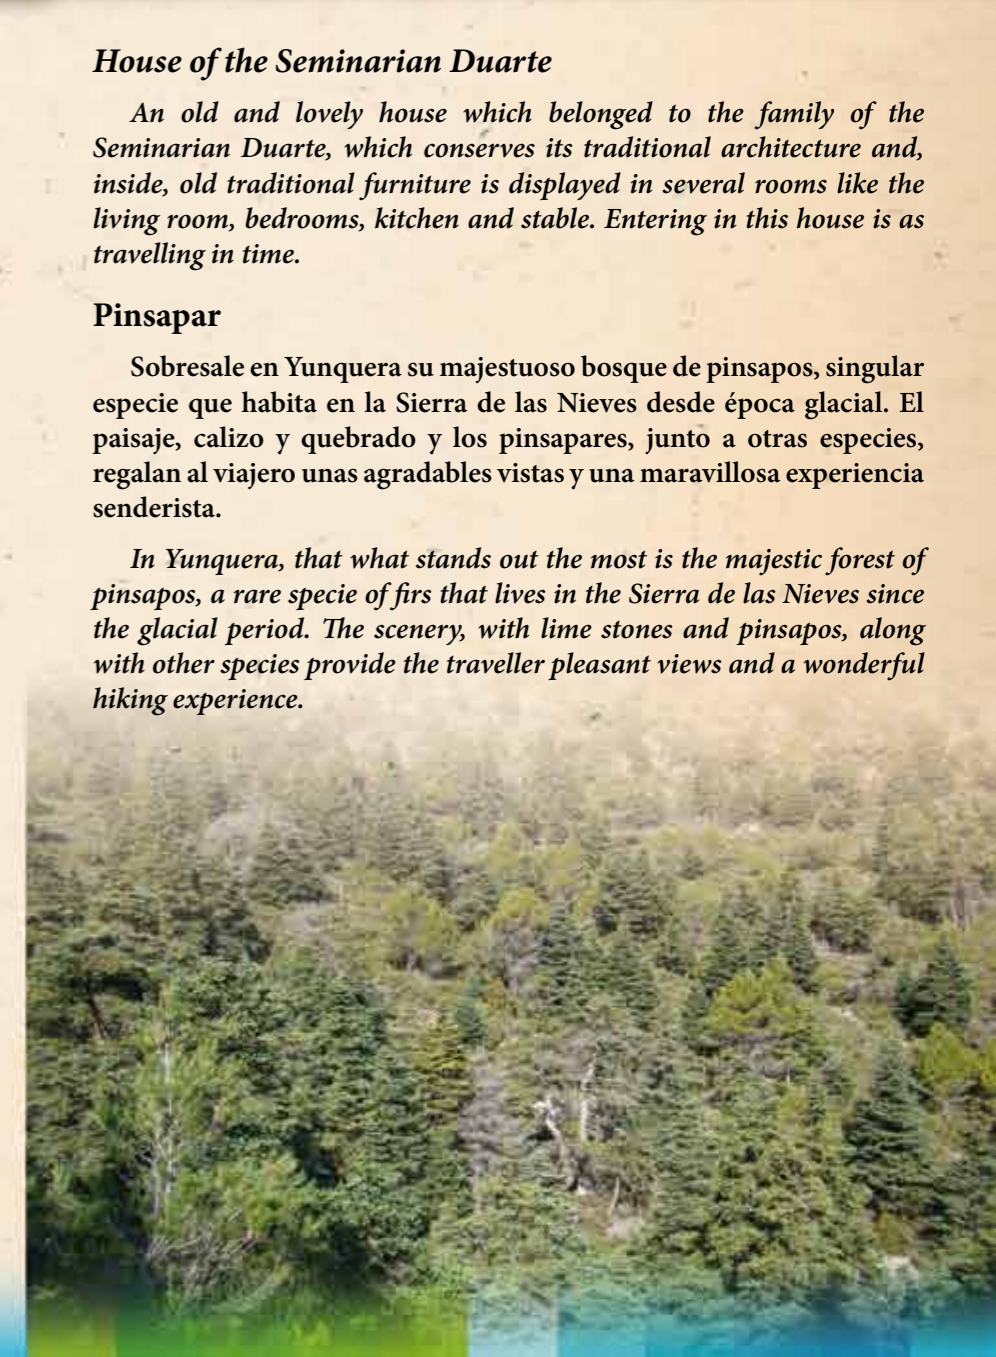 House of the Seminarian Duarte
An old and lovely house which belonged to the family of the
Seminarian Duarte, which conserves its traditional architecture and,
inside, old traditional furniture is displayed in several rooms like the
living room, bedrooms, kitchen and stable. Entering in this house is as
travelling in time.
Pinsapar
Sobresale en Yunquera su majestuoso bosque de pinsapos, singular
especie que habita en la Sierra de las Nieves desde época glacial. El
paisaje, calizo y quebrado y los pinsapares, junto a otras especies,
regalan al viajero unas agradables vistas y una maravillosa experiencia
senderista.
In Yunquera, that what stands out the most is the majestic forest of
pinsapos, a rare specie of firs that lives in the Sierra de las Nieves since
the glacial period. The scenery, with lime stones and pinsapos, along
with other species provide the traveller pleasant views and a wonderful
hiking experience.